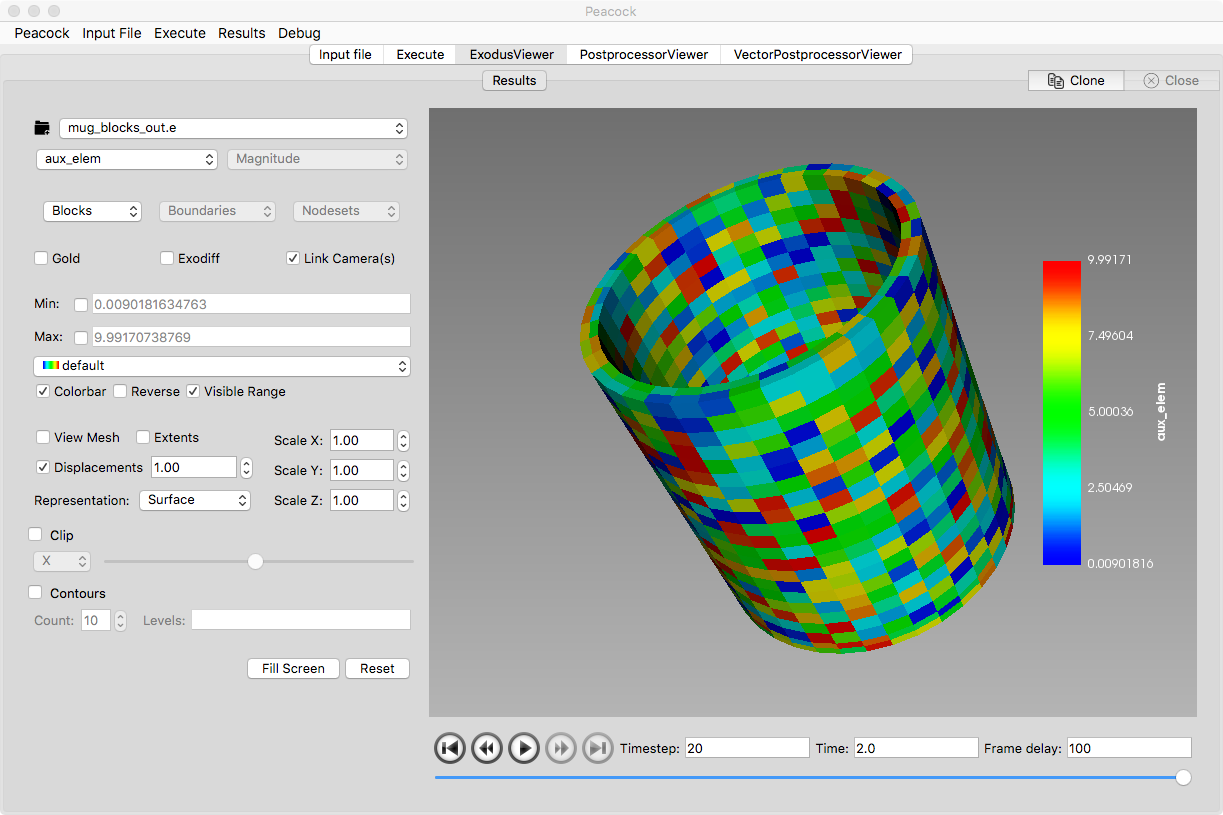 Peacock
Peacock Input File Execute Results Debug
Input file Execute ExodusViewer PostprocessorViewer VectorPostprocessorViewer
Results
Clone Close
mug_blocks_out.e
aux_elem Magnitude
Blocks Boundaries Nodesets
Gold Exodiff Link Camera(s)
Min: 0.0090181634763
Max: 9.99170738769
default
Colorbar Reverse Visible Range
View Mesh Extents Scale X: 1.00
Displacements 1.00 Scale Y: 1.00
Representation: Surface Scale Z: 1.00
Clip
X
Contours
Count: 10 Levels:
Fill Screen Reset
9.99171
7.49604
5.00036
2.50469
0.00901816
aux_elem
Timestep: 20 Time: 2.0 Frame delay: 100